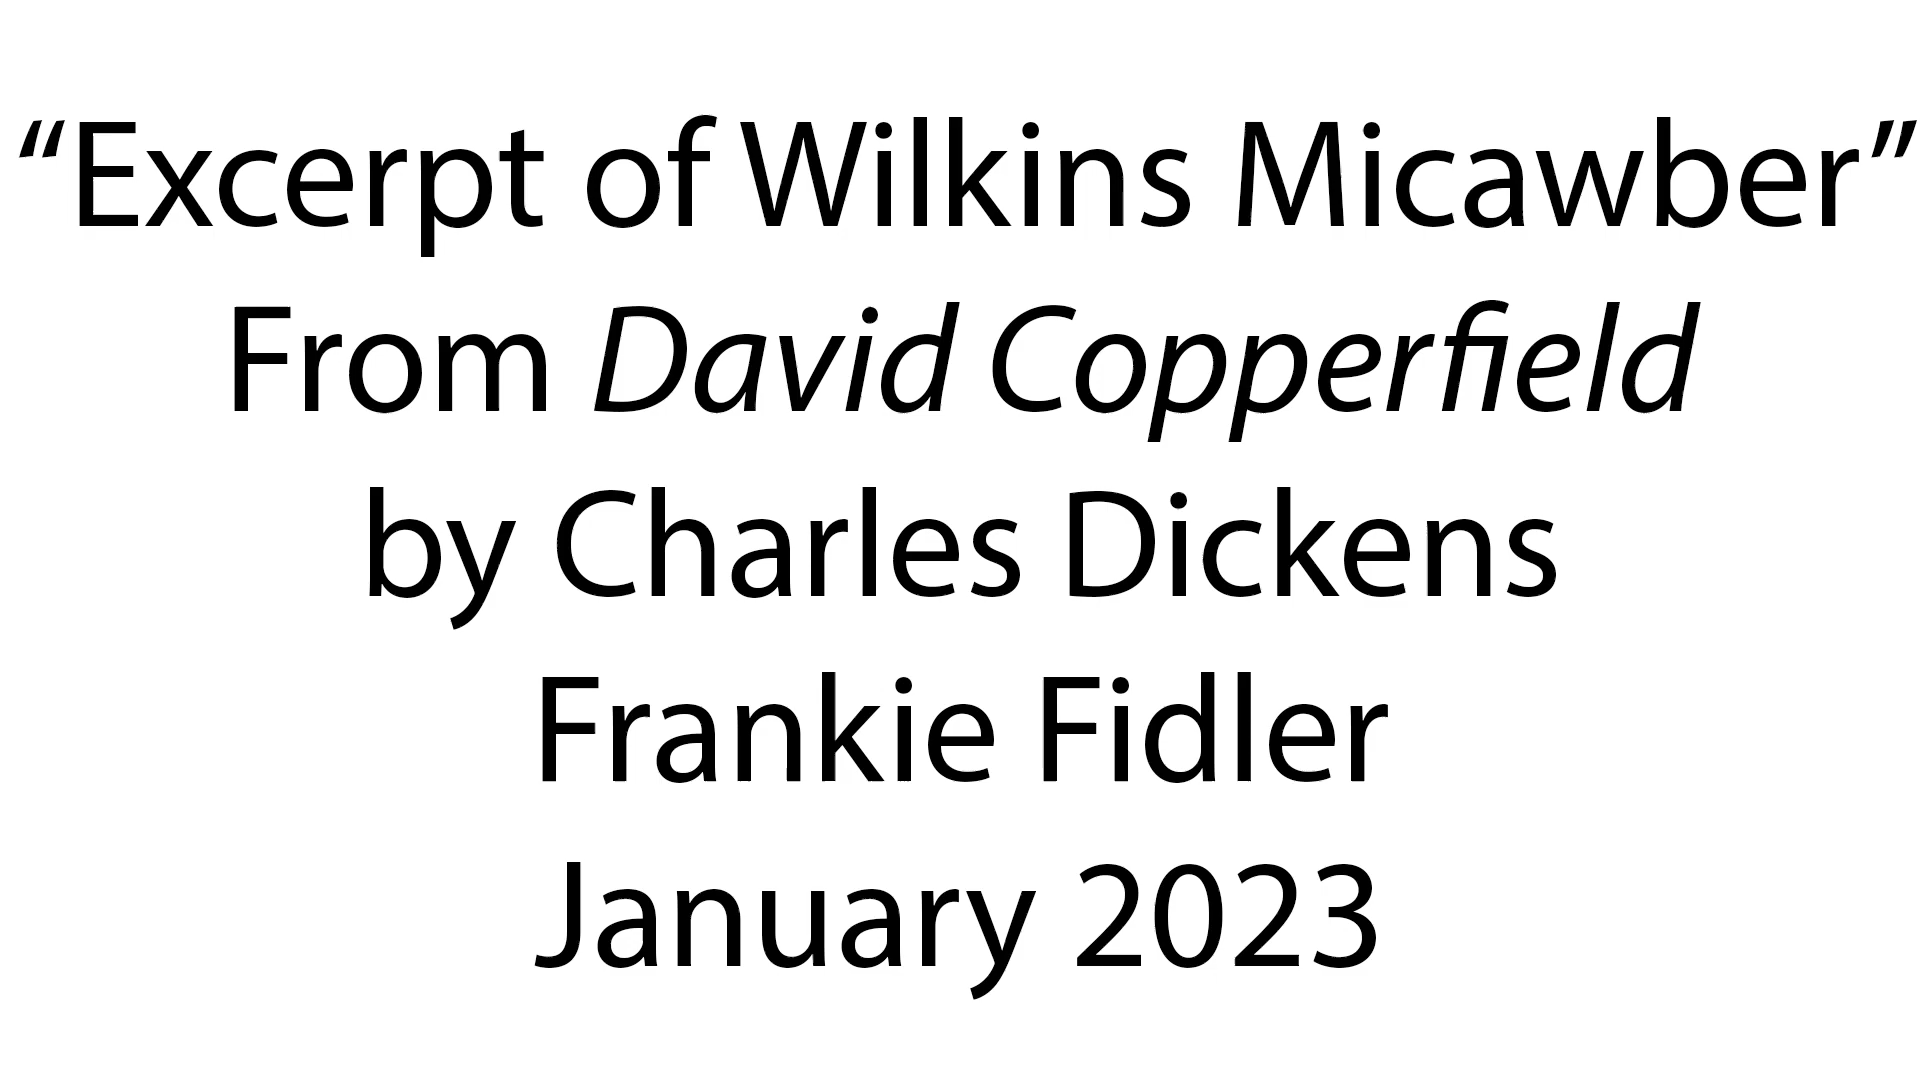 “Excerpt of Wilkins Micawber”
From David Copperfield
by Charles Dickens
Frankie Fidler
January 2023